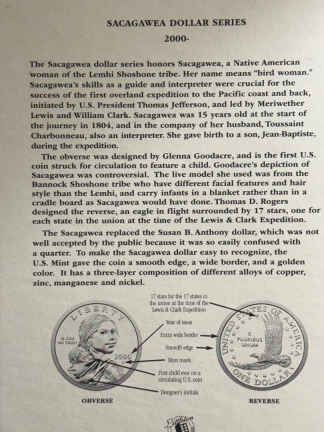 SACAGAWEA DOLLAR SERIES
2000-
The Sacagawea dollar series honors Sacagawea, a Native American
woman of the Lemhi Shoshone tribe. Her name means "bird woman."
Sacagawea's skills as a guide and interpreter were crucial for the
success of the first overland expedition to the Pacific coast and back,
initiated by U.S. President Thomas Jefferson, and led by Meriwether
Lewis and William Clark. Sacagawea was 15 years old at the start of
the journey in 1804, and in the company of her husband, Toussaint
Charbonneau, also an interpreter. She gave birth to a son, Jean-Baptiste,
during the expedition.
The obverse was designed by Glenna Goodacre, and is the first U.S.
coin struck for circulation to feature a child. Goodacre's depiction of
Sacagawea was controversial. The live model she used was from the
Bannock Shoshone tribe who have different facial features and hair
style than the Lemhi, and carry infants in a blanket rather than in a
cradle board as Sacagawea would have done. Thomas D. Rogers
designed the reverse, an eagle in flight surrounded by 17 stars, one for
each state in the union at the time of the Lewis & Clark Expedition.
The Sacagawea replaced the Susan B. Anthony dollar, which was not
well accepted by the public because it was so easily confused with
a quarter. To make the Sacagawea dollar easy to recognize, the
U.S. Mint gave the coin a smooth edge, a wide border, and a golden
color. It has a three-layer composition of different alloys of copper,
zinc, manganese and nickel.
17 stars for the 17 states in
the union at the time of the
Lewis & Clark Expedition
Year of issue
Extra wide border
Smooth edge
Mint mark
First child ever on a
circulating U.S. coin
Designer's initials
LIBERTY
IN GOD
WE TRUST
UNITED STATES OF AMERICA
E
PLURIBUS
UNUM
ONE DOLLAR
OBVERSE
REVERSE